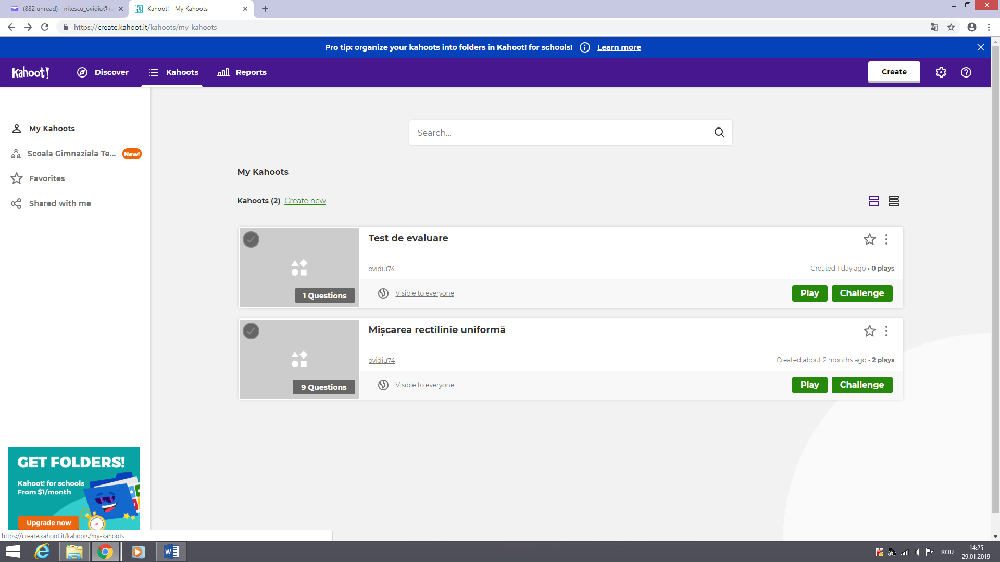 (882 unread) - nitescu_ovidiu@ya
Kahoot! - My Kahoots
https://create.kahoot.it/kahoots/my-kahoots
Pro tip: organize your kahoots into folders in Kahoot! for schools! Learn more
Kahoot! Discover Kahoots Reports Create
My Kahoots
Scoala Gimnaziala Te... New!
Favorites
Shared with me
Search...
My Kahoots
Kahoots (2) Create new
Test de evaluare
ovidiu74
Created 1 day ago • 0 plays
1 Questions
Visible to everyone
Play Challenge
Mișcarea rectilinie uniformă
ovidiu74
Created about 2 months ago • 2 plays
9 Questions
Visible to everyone
Play Challenge
GET FOLDERS!
Kahoot! for schools
From $1/month
Upgrade now
https://create.kahoot.it/kahoots/my-kahoots
ROU
14:25
29.01.2019